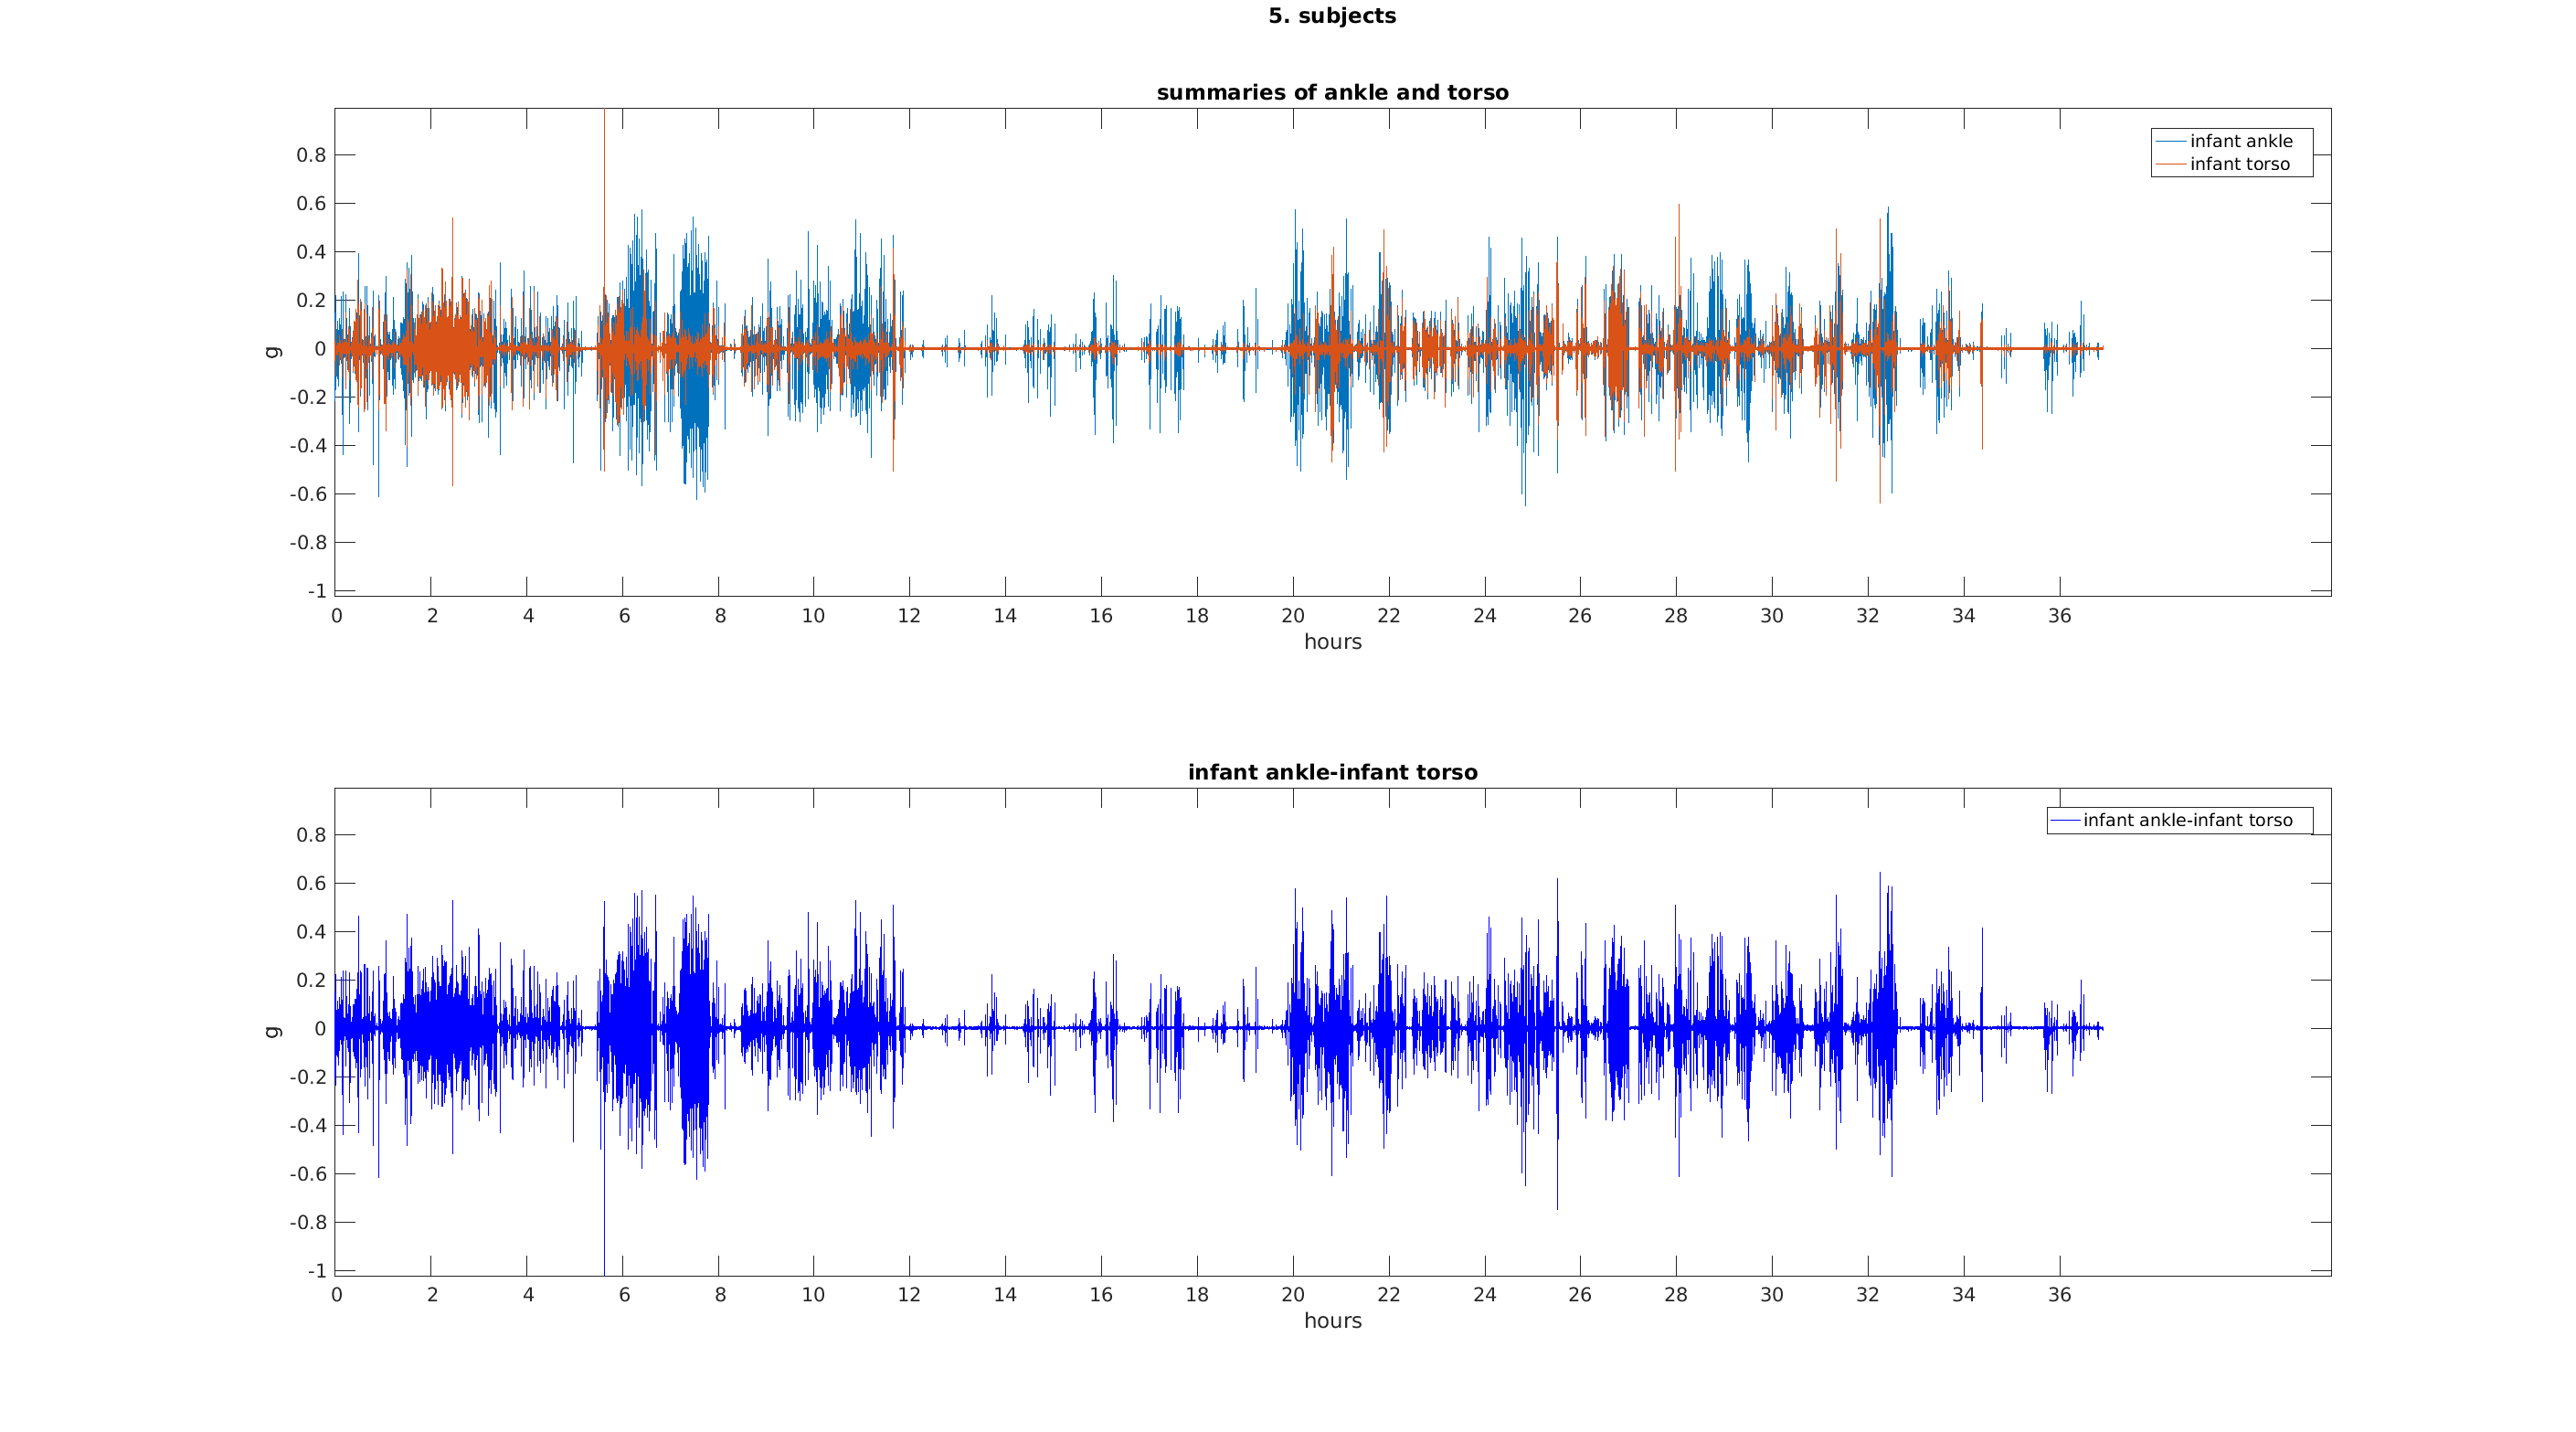 5. subjects
summaries of ankle and torso
infant ankle
infant torso
0.8
0.6
0.4
0.2
0
-0.2
-0.4
-0.6
-0.8
-1
g
0 2 4 6 8 10 12 14 16 18 20 22 24 26 28 30 32 34 36
hours
infant ankle-infant torso
infant ankle-infant torso
0.8
0.6
0.4
0.2
0
-0.2
-0.4
-0.6
-0.8
-1
g
0 2 4 6 8 10 12 14 16 18 20 22 24 26 28 30 32 34 36
hours